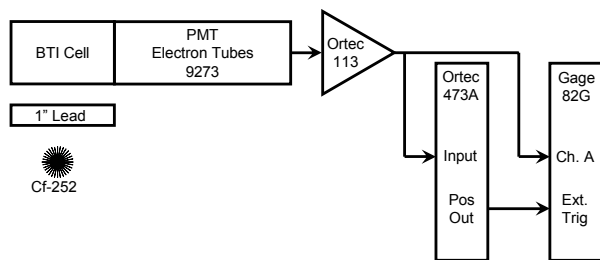 BTI Cell
PMT
Electron Tubes
9273
Ortec
113
Ortec
473A
Gage
82G
1” Lead
Input
Ch. A
Cf-252
Pos
Out
Ext.
Trig